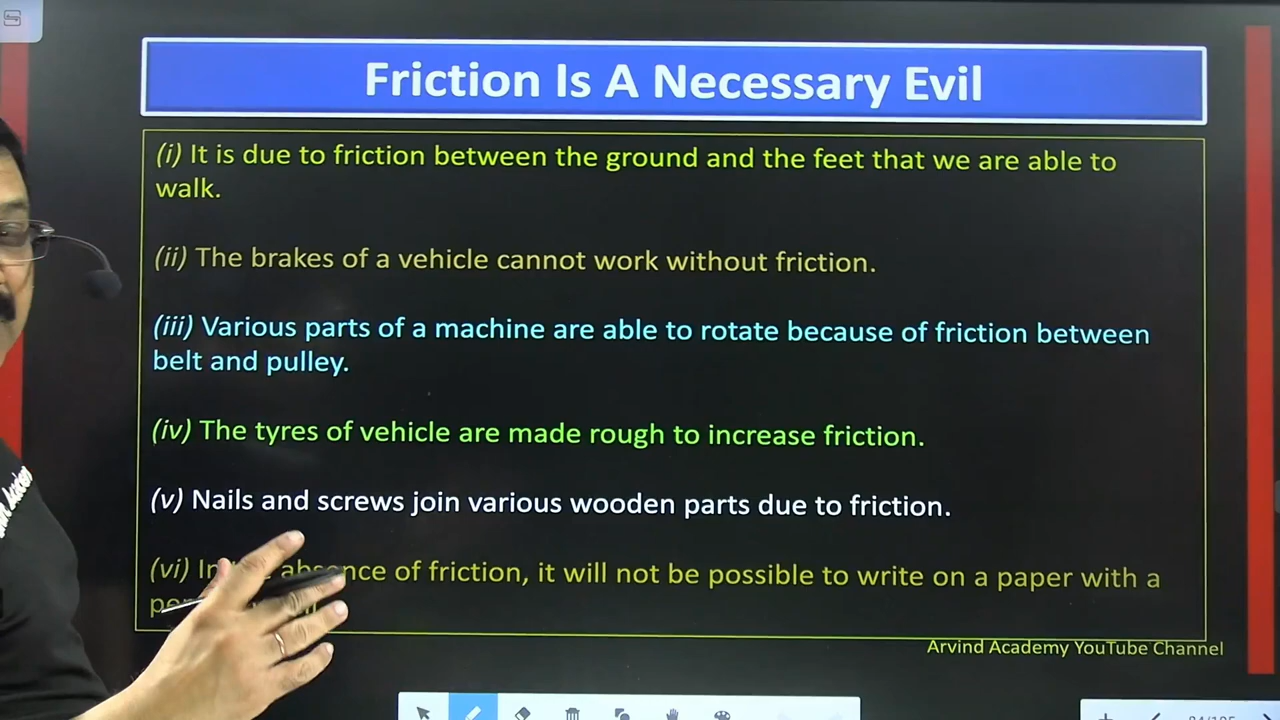 Friction Is A Necessary Evil
(i) It is due to friction between the ground and the feet that we are able to
walk.
(ii) The brakes of a vehicle cannot work without friction.
(iii) Various parts of a machine are able to rotate because of friction between
belt and pulley.
(iv) The tyres of vehicle are made rough to increase friction.
(v) Nails and screws join various wooden parts due to friction.
(vi) In absence of friction, it will not be possible to write on a paper with a
Arvind Academy YouTube Channel